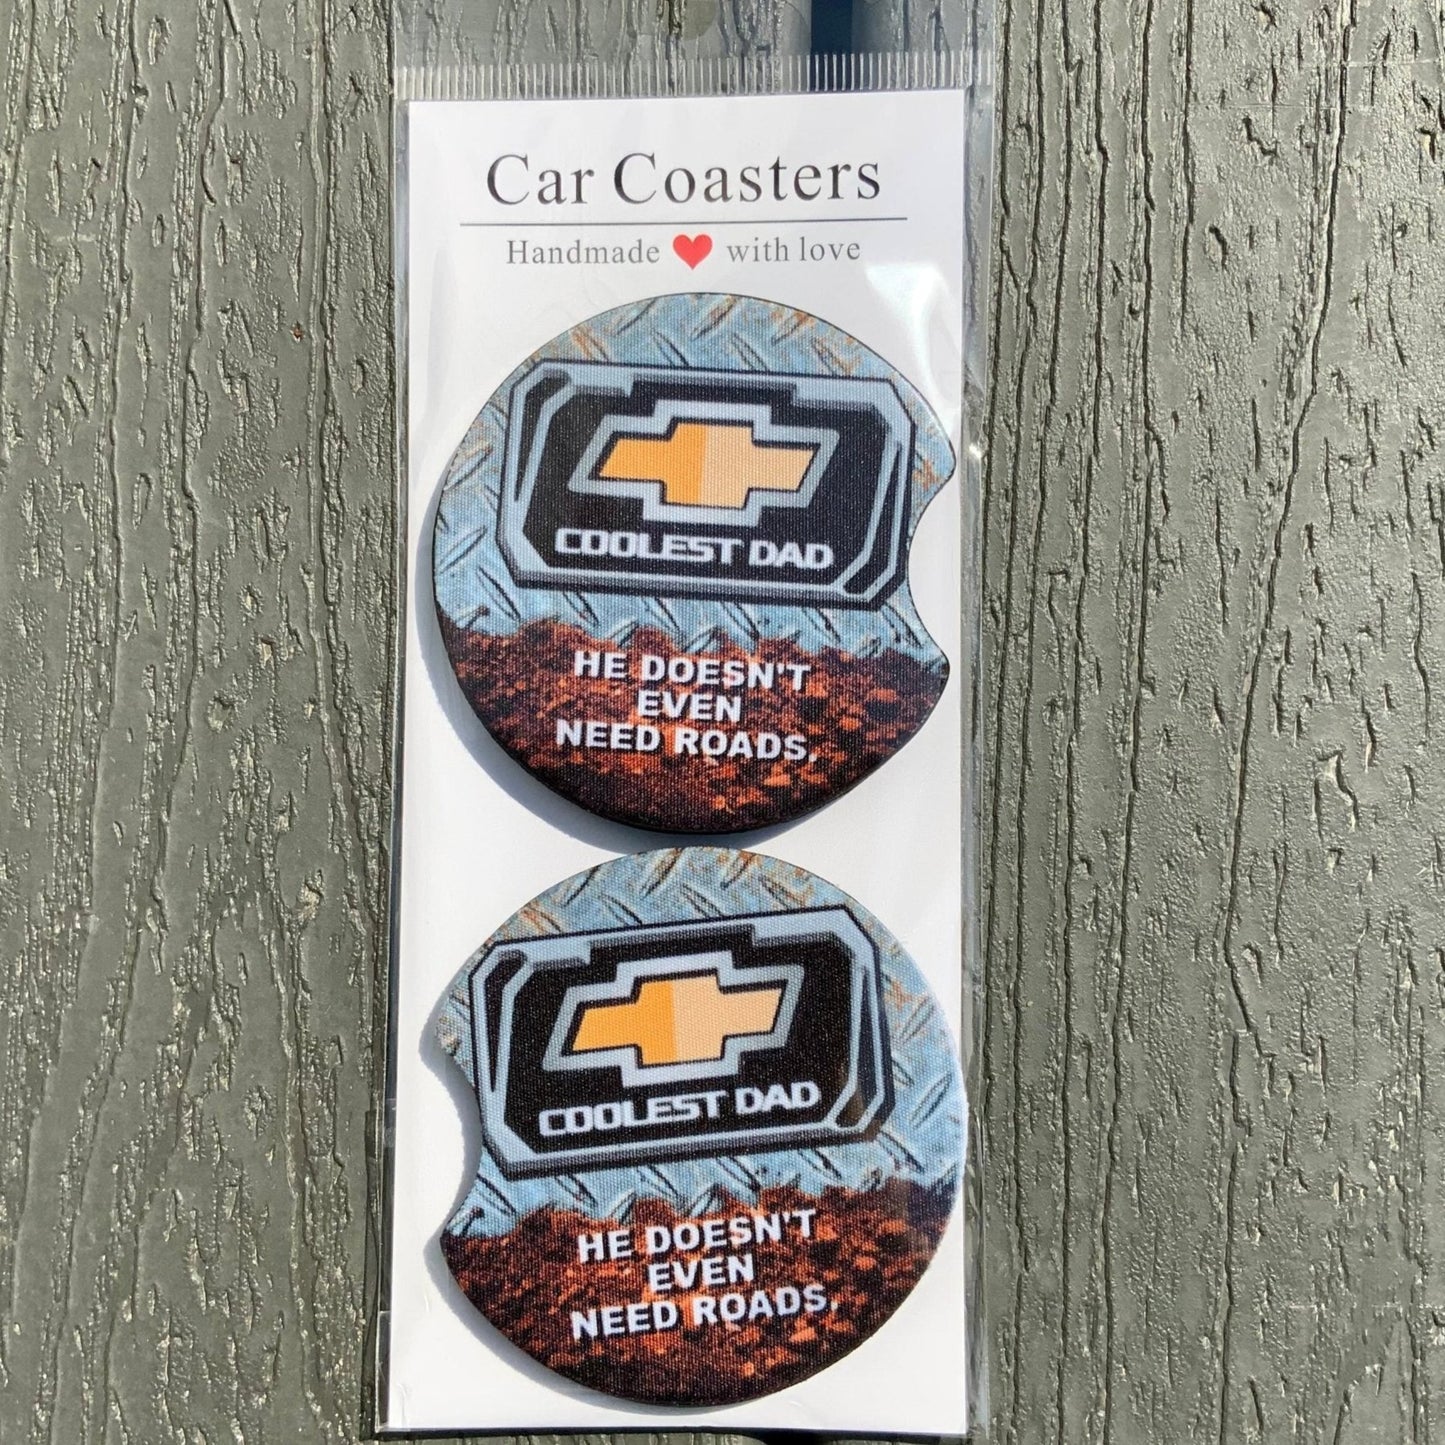 Car Coasters
Handmade ❤ with love
COOLEST DAD
HE DOESN'T
EVEN
NEED ROADS,
COOLEST DAD
HE DOESN'T
EVEN
NEED ROADS,